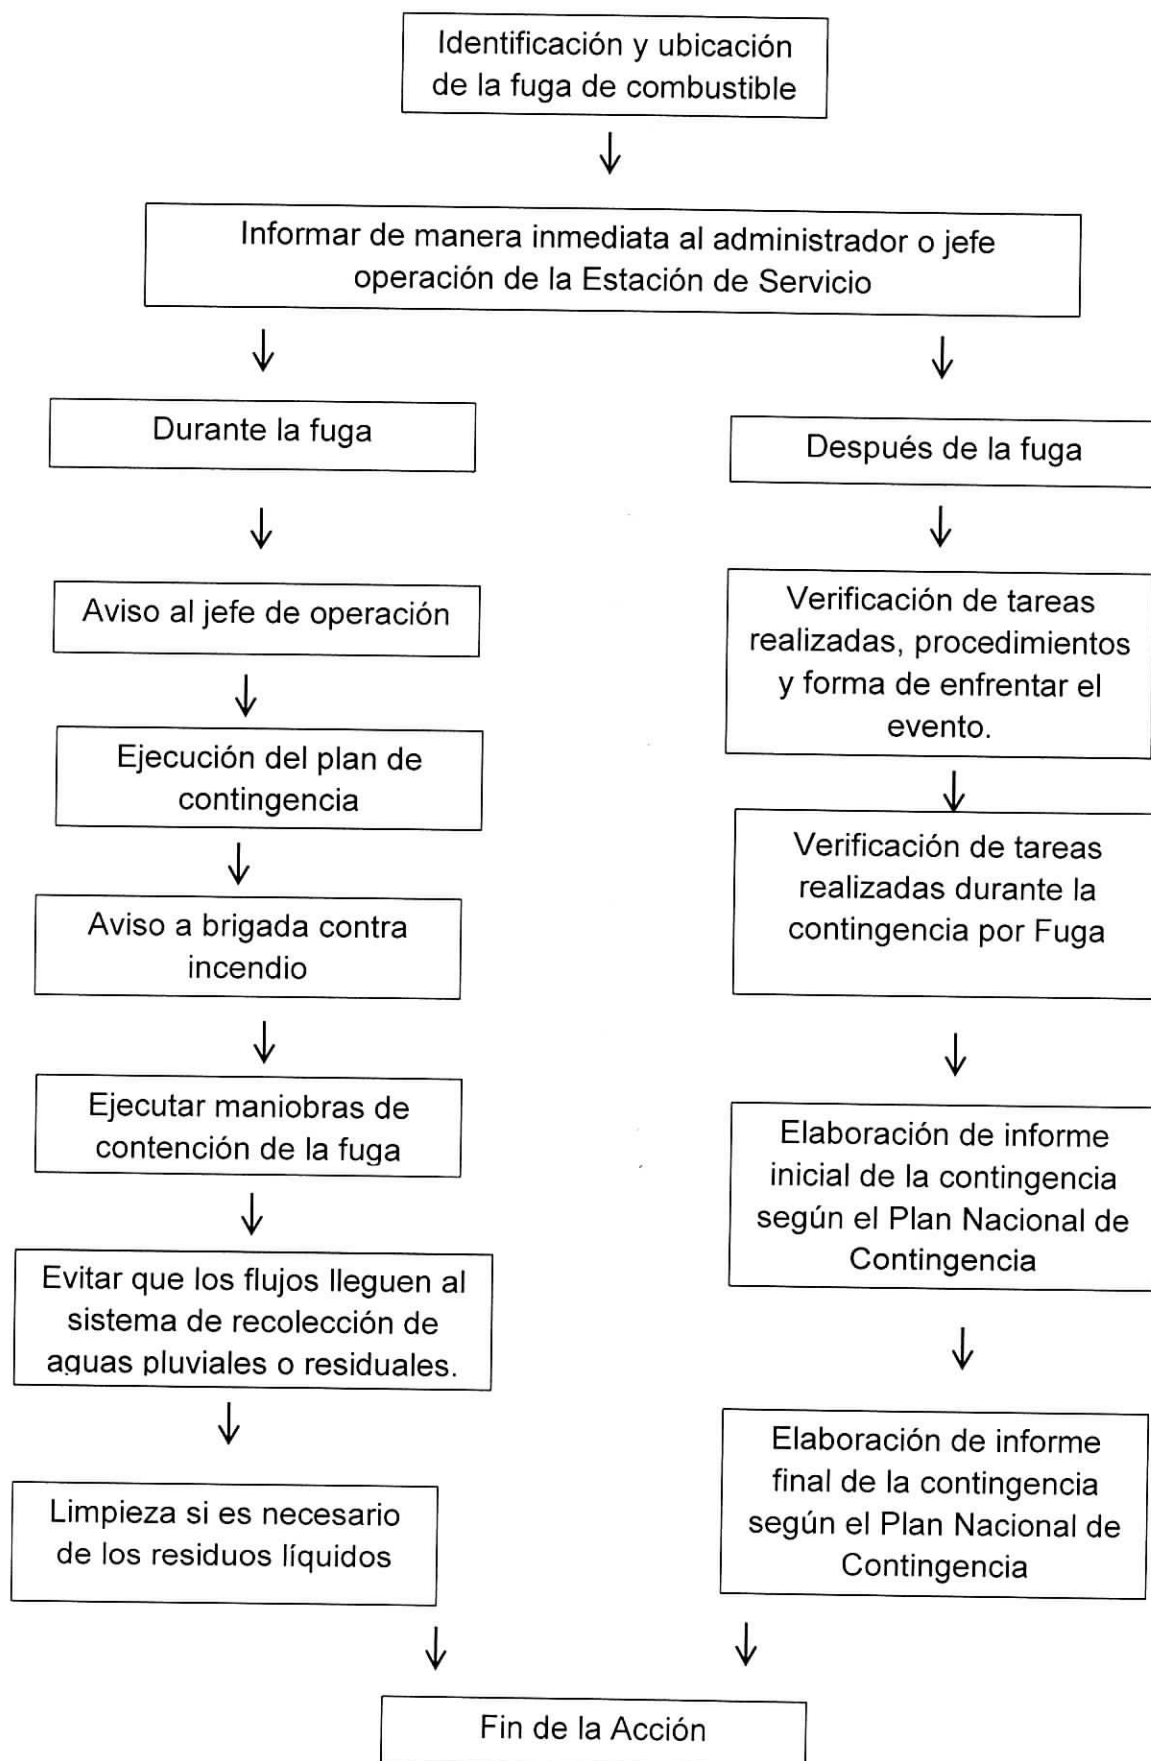 Identificación y ubicación
de la fuga de combustible
Informar de manera inmediata al administrador o jefe
operación de la Estación de Servicio
Durante la fuga
Aviso al jefe de operación
Ejecución del plan de
contingencia
Aviso a brigada contra
incendio
Ejecutar maniobras de
contención de la fuga
Evitar que los flujos lleguen al
sistema de recolección de
aguas pluviales o residuales.
Limpieza si es necesario
de los residuos líquidos
Después de la fuga
Verificación de tareas
realizadas, procedimientos
y forma de enfrentar el
evento.
Verificación de tareas
realizadas durante la
contingencia por Fuga
Elaboración de informe
inicial de la contingencia
según el Plan Nacional de
Contingencia
Elaboración de informe
final de la contingencia
según el Plan Nacional de
Contingencia
Fin de la Acción